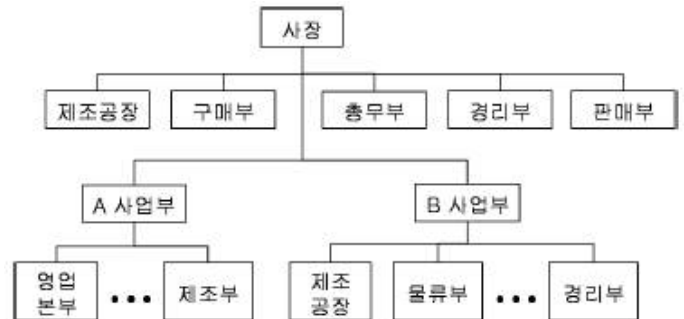 사장
제조공장 구매부 총무부 경리부 판매부
A 사업부 B 사업부
영업
본부
••• 제조부
제조
공장
물류부 ••• 경리부